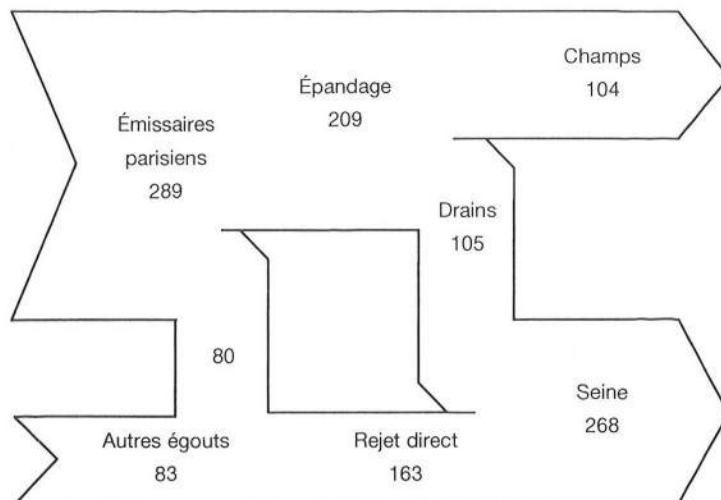 Champs
104
Épandage
209
Émissaires
parisiens
289
Drains
105
80
Seine
268
Autres égouts
83
Rejet direct
163